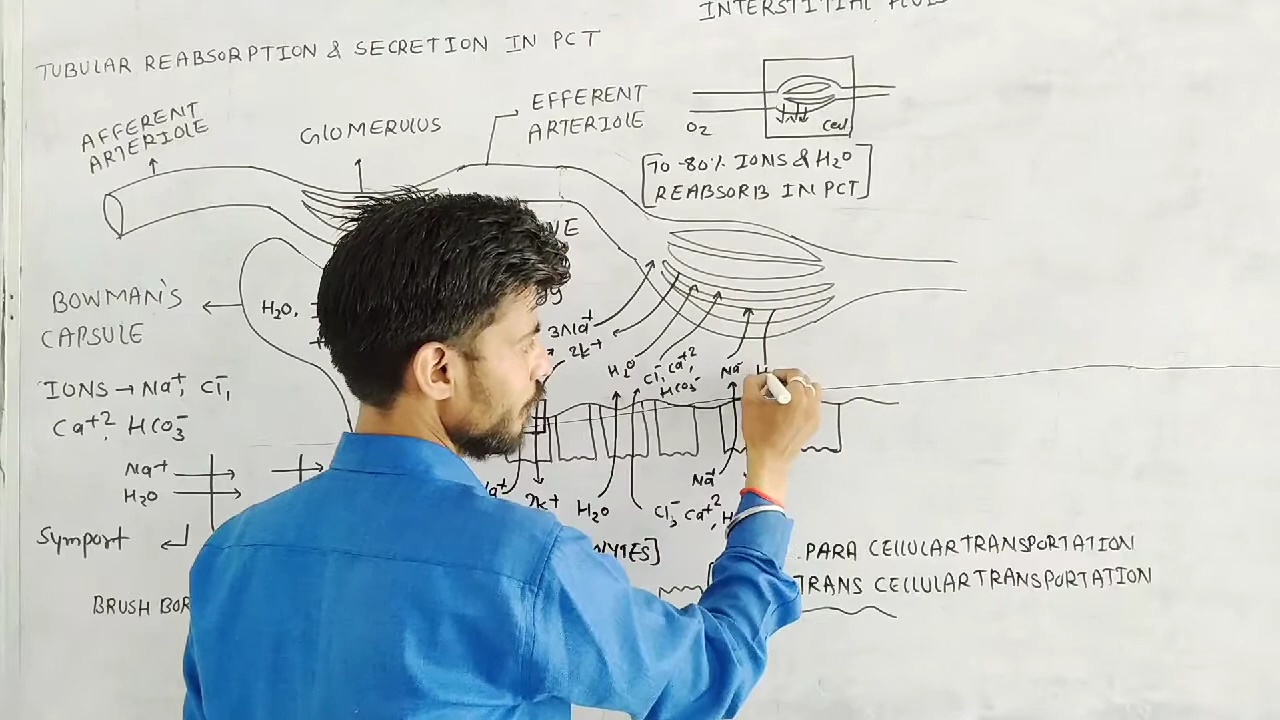 INTERSTITIAL FLUID
TUBULAR REABSORPTION & SECRETION IN PCT
AFFERENT
ARTERIOLE
GLOMERULUS
EFFERENT
ARTERIOLE
O₂
Cell
[70-80% IONS & H₂O
REABSORB IN PCT]
BOWMAN'S
CAPSULE
H₂O,
3Na⁺
2K⁺
H₂O
Cl⁻, Ca⁺²,
HCO₃⁻
Na⁺
H
IONS → Na⁺, Cl⁻,
Ca⁺², HCO₃⁻
Na⁺
H₂O
Symport
2K⁺
H₂O
Cl⁻, Ca⁺²,
Na⁺
PARA CELLULAR TRANSPORTATION
TRANS CELLULAR TRANSPORTATION
BRUSH